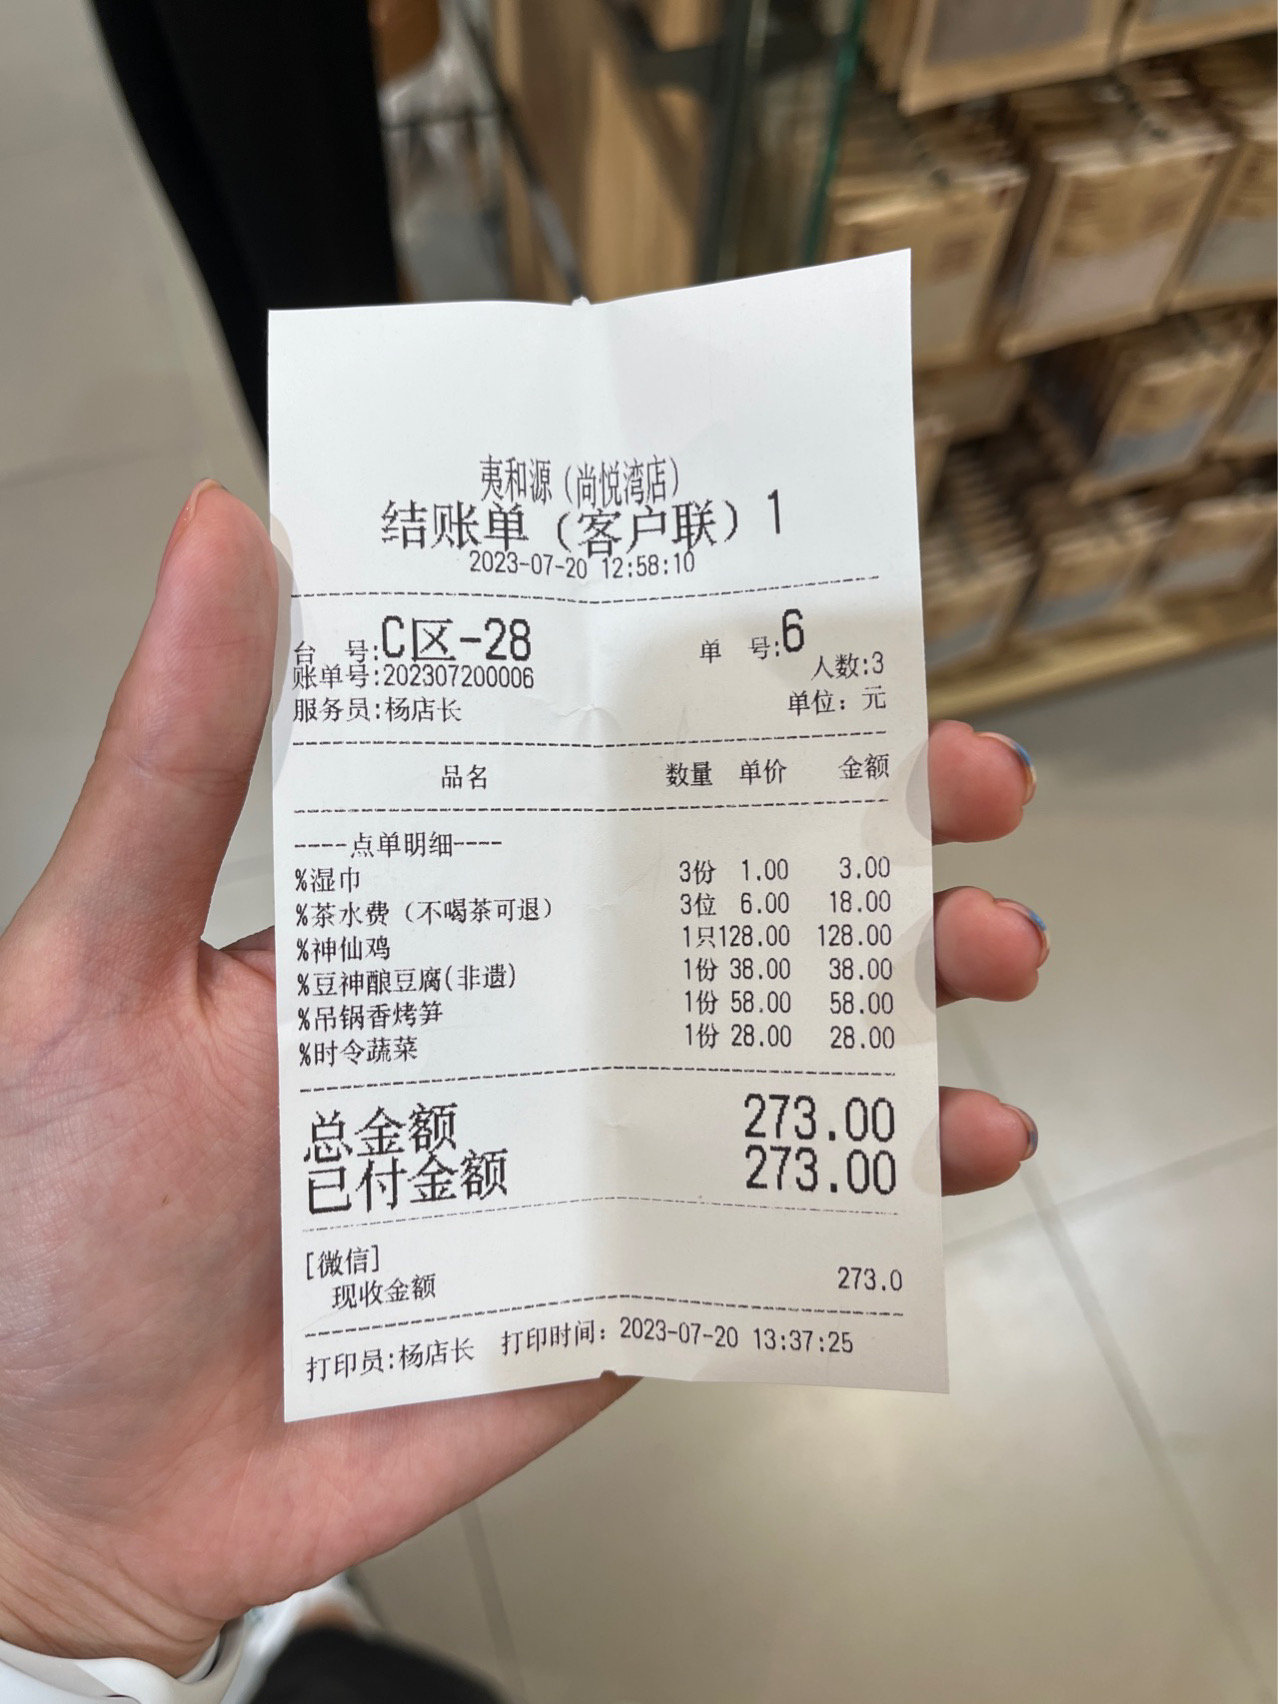 夷和源（尚悦湾店）
结账单（客户联）1
2023-07-20 12:58:10
台 号:C区-28 单 号:6
账单号:202307200006 人数:3
服务员:杨店长 单位：元
品名 数量 单价 金额
----点单明细----
%湿巾 3份 1.00 3.00
%茶水费（不喝茶可退） 3位 6.00 18.00
%神仙鸡 1只128.00 128.00
%豆神酿豆腐(非遗) 1份 38.00 38.00
%吊锅香烤笋 1份 58.00 58.00
%时令蔬菜 1份 28.00 28.00
总金额 273.00
已付金额 273.00
[微信]
现收金额 273.0
打印员:杨店长 打印时间：2023-07-20 13:37:25